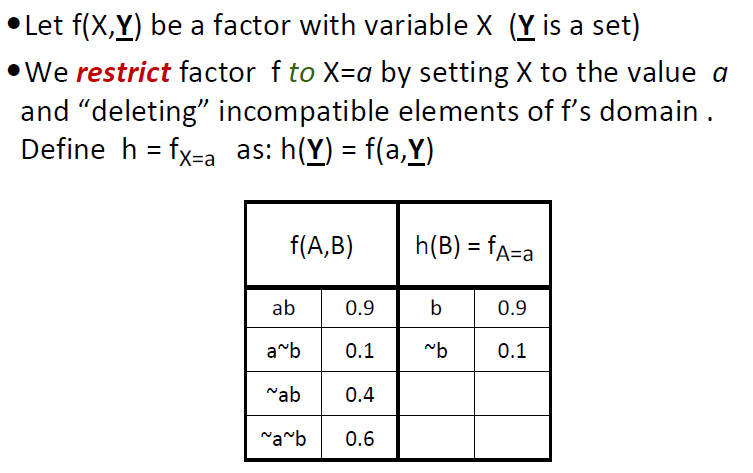 •Let f(X,Y) be a factor with variable X (Y is a set)
•We restrict factor f to X=a by setting X to the value a
and “deleting” incompatible elements of f’s domain .
Define h = fX=a as: h(Y) = f(a,Y)
f(A,B) h(B) = fA=a
ab 0.9 b 0.9
a~b 0.1 ~b 0.1
~ab 0.4
~a~b 0.6